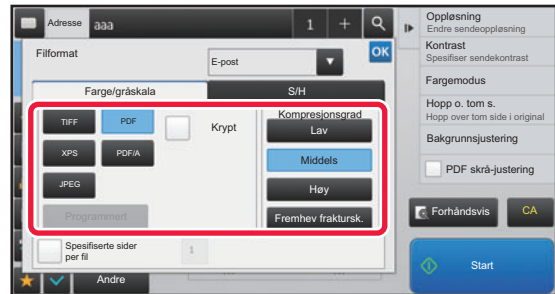 Adresse aaa 1 +
Filformat
E-post
OK
Farge/gråskala
S/H
TIFF
PDF
Krypt
XPS
PDF/A
JPEG
Programmert
Kompresjonsgrad
Lav
Middels
Høy
Fremhev fraktursk.
Spesifiserte sider
per fil
1
Andre
Oppløsning
Endre sendeoppløsning
Kontrast
Spesifiser sendekontrast
Fargemodus
Hopp o. tom s.
Hopp over tom side i original
Bakgrunnsjustering
PDF skrå-justering
Forhåndsvis
CA
Start